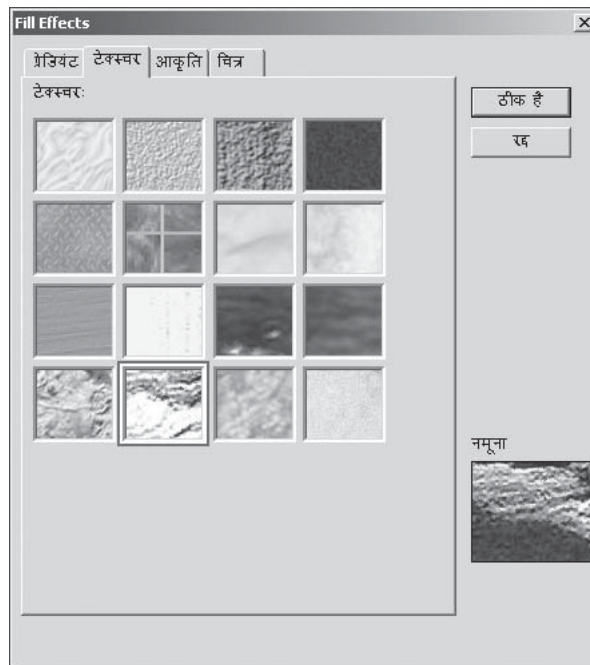 Fill Effects
ग्रेडियंट टेक्स्चर आकृति चित्र
टेक्स्चरः
ठीक है
रद्द
नमूना